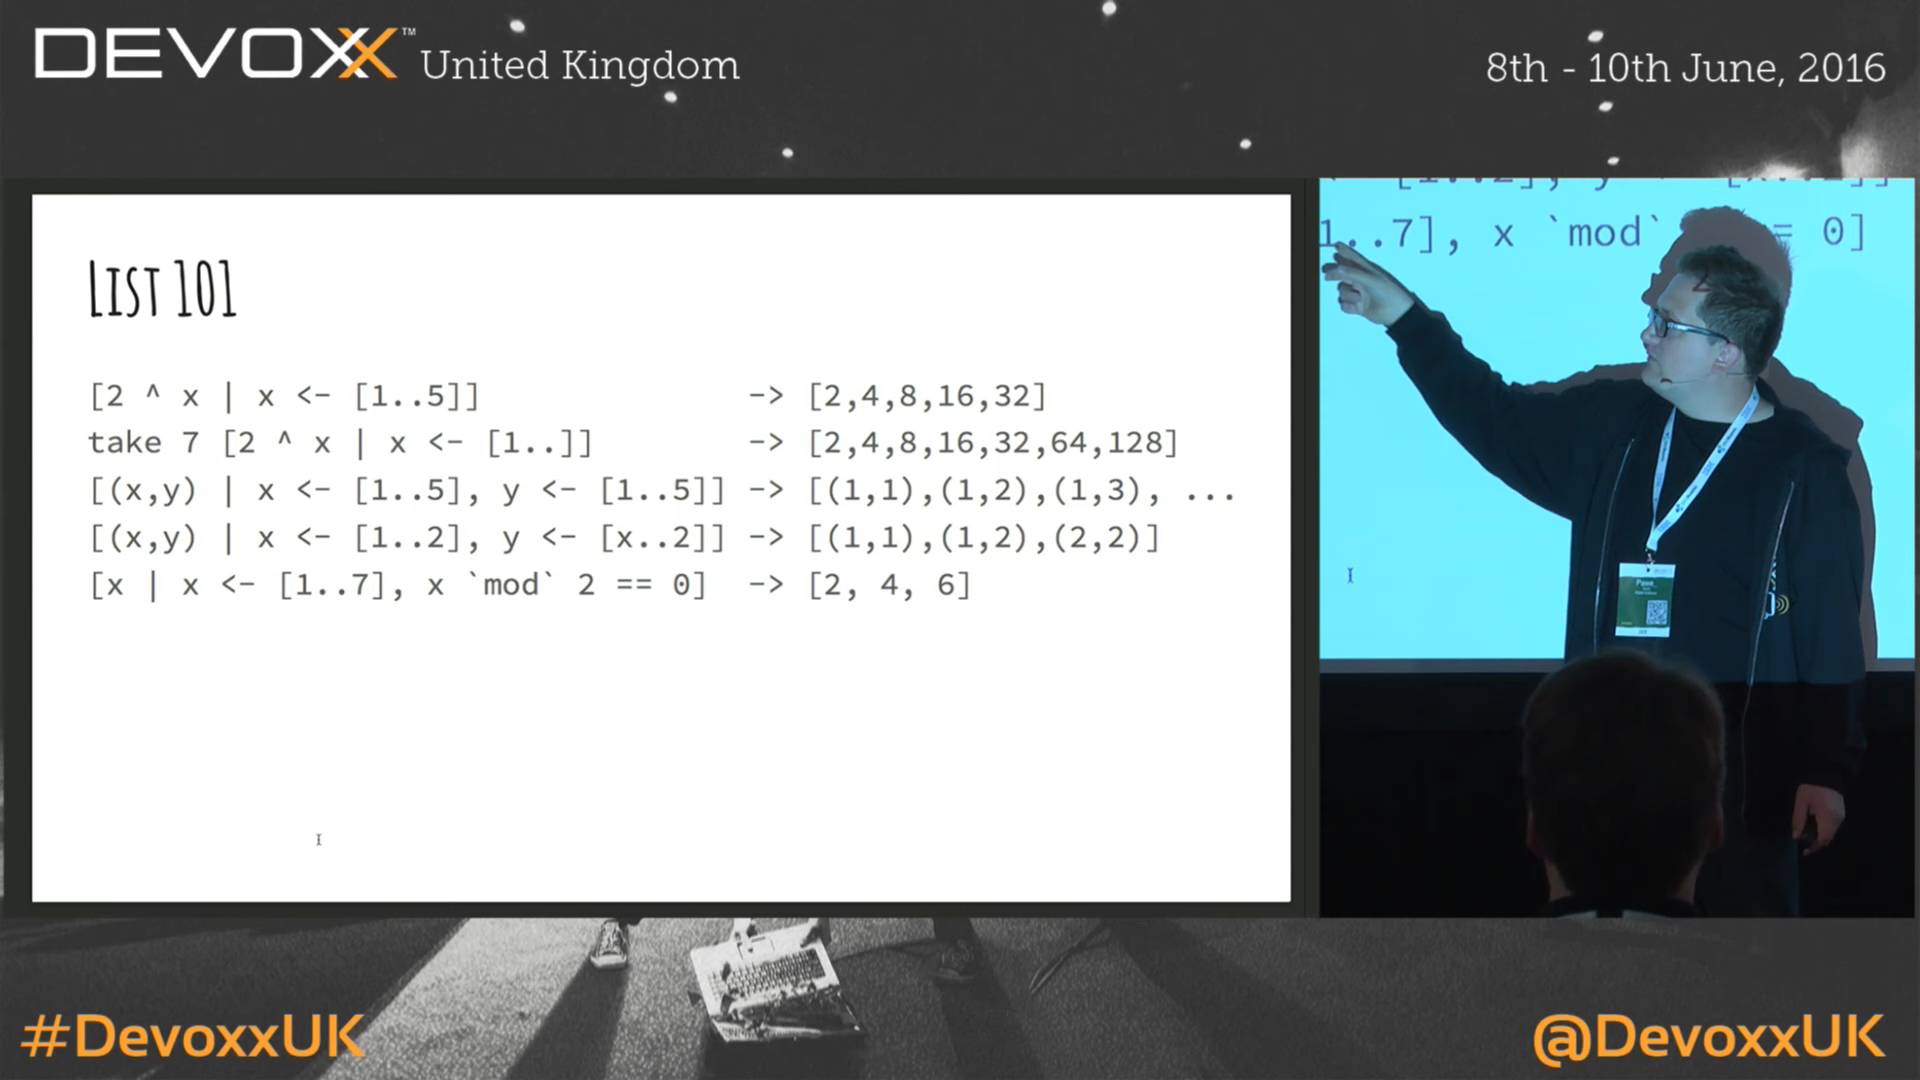 DEVOXX™ United Kingdom
8th - 10th June, 2016
LIST 101
[2 ^ x | x <- [1..5]] -> [2,4,8,16,32]
take 7 [2 ^ x | x <- [1..]] -> [2,4,8,16,32,64,128]
[(x,y) | x <- [1..5], y <- [1..5]] -> [(1,1),(1,2),(1,3), ...
[(x,y) | x <- [1..2], y <- [x..2]] -> [(1,1),(1,2),(2,2)]
[x | x <- [1..7], x `mod` 2 == 0] -> [2, 4, 6]
1..7], x `mod` = 0]
#DevoxxUK
@DevoxxUK